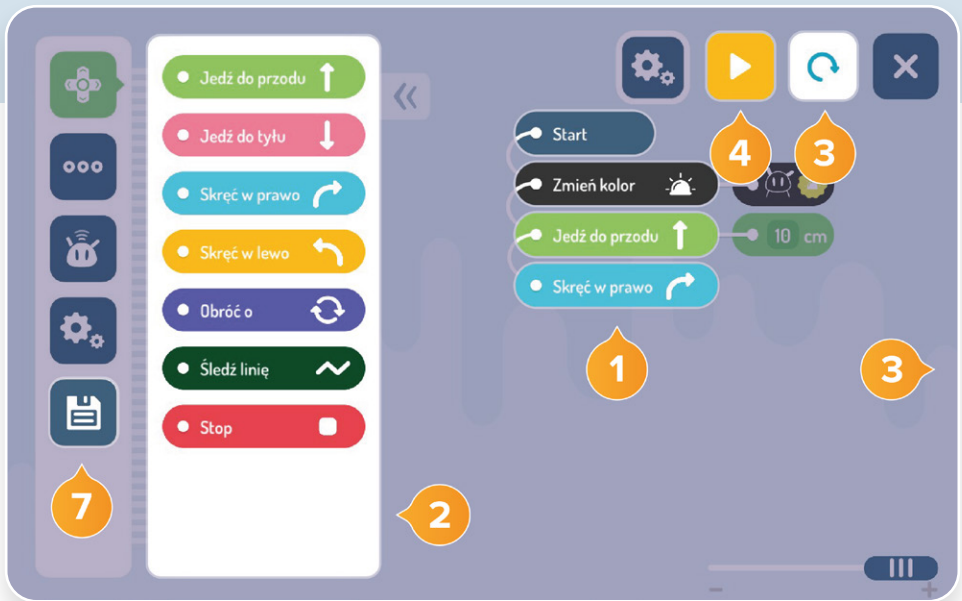 Jedź do przodu
Jedź do tyłu
Skręć w prawo
Skręć w lewo
Obróć o
Śledź linię
Stop
Start
Zmień kolor
Jedź do przodu
10 cm
Skręć w prawo
4
3
1
3
7
2
- +